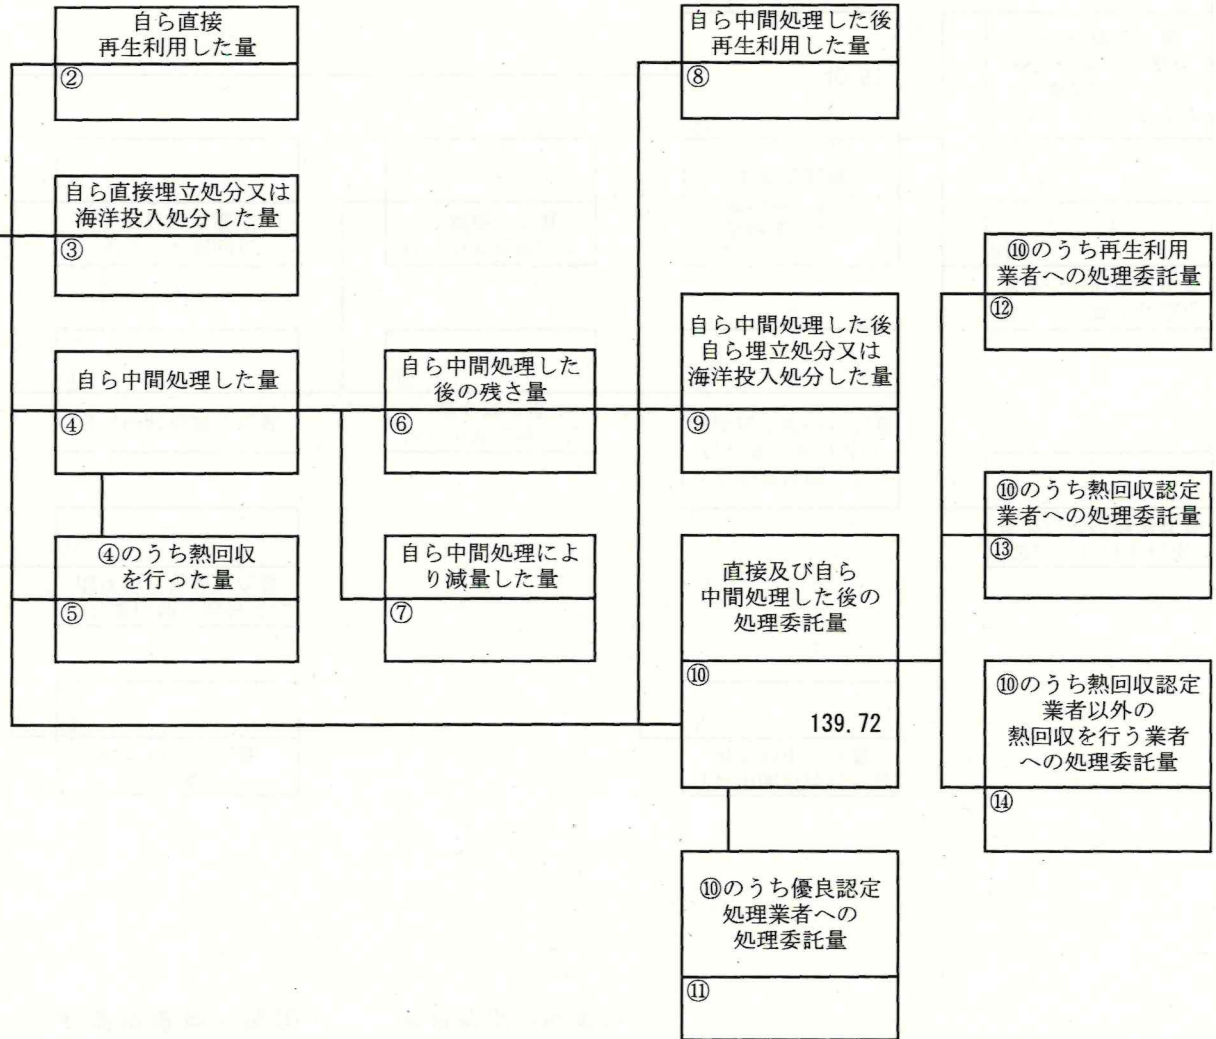 自ら直接
再生利用した量
②
自ら直接埋立処分又は
海洋投入処分した量
③
自ら中間処理した量
④
④のうち熱回収
を行った量
⑤
自ら中間処理した
後の残さ量
⑥
自ら中間処理によ
り減量した量
⑦
自ら中間処理した後
再生利用した量
⑧
自ら中間処理した後
自ら埋立処分又は
海洋投入処分した量
⑨
直接及び自ら
中間処理した後の
処理委託量
⑩
139.72
⑩のうち優良認定
処理業者への
処理委託量
⑪
⑩のうち再生利用
業者への処理委託量
⑫
⑩のうち熱回収認定
業者への処理委託量
⑬
⑩のうち熱回収認定
業者以外の
熱回収を行う業者
への処理委託量
⑭